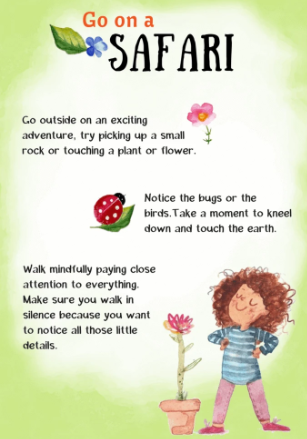 Go on a
SAFARI
Go outside on an exciting
adventure, try picking up a small
rock or touching a plant or flower.
Notice the bugs or the
birds.Take a moment to kneel
down and touch the earth.
Walk mindfully paying close
attention to everything.
Make sure you walk in
silence because you want
to notice all those little
details.